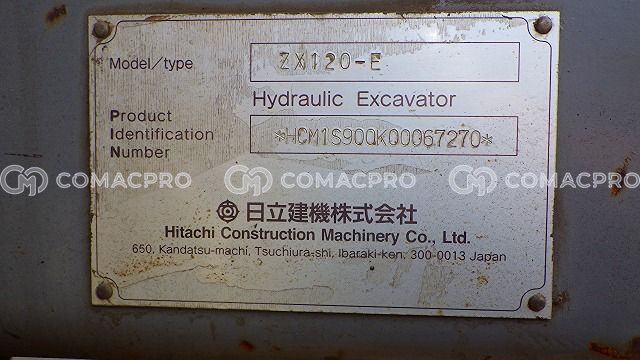 Model/type ZX120-E
Hydraulic Excavator
Product
Identification
Number
*HCM1S90QK00067270*
COMACPRO COMACPRO COMACPRO
日立建機株式会社
Hitachi Construction Machinery Co., Ltd.
650, Kandatsu-machi, Tsuchiura-shi, Ibaraki-ken, 300-0013 Japan